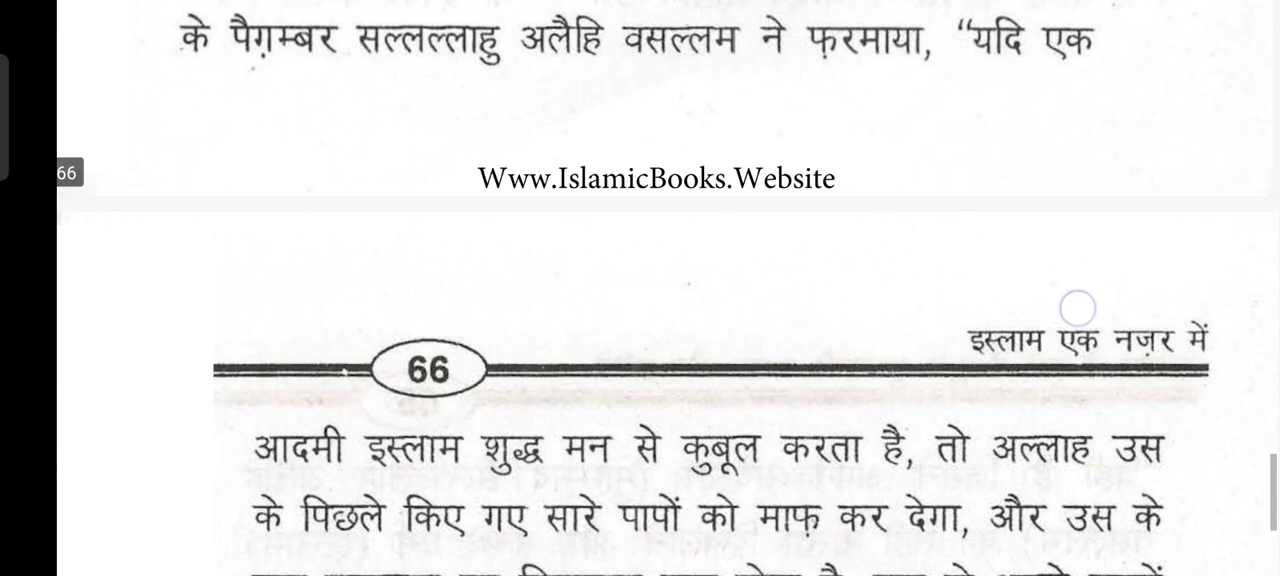 के पैग़म्बर सल्लल्लाहु अलैहि वसल्लम ने फ़रमाया, “यदि एक
66
Www.IslamicBooks.Website
इस्लाम एक नज़र में
66
आदमी इस्लाम शुद्ध मन से कुबूल करता है, तो अल्लाह उस
के पिछले किए गए सारे पापों को माफ़ कर देगा, और उस के